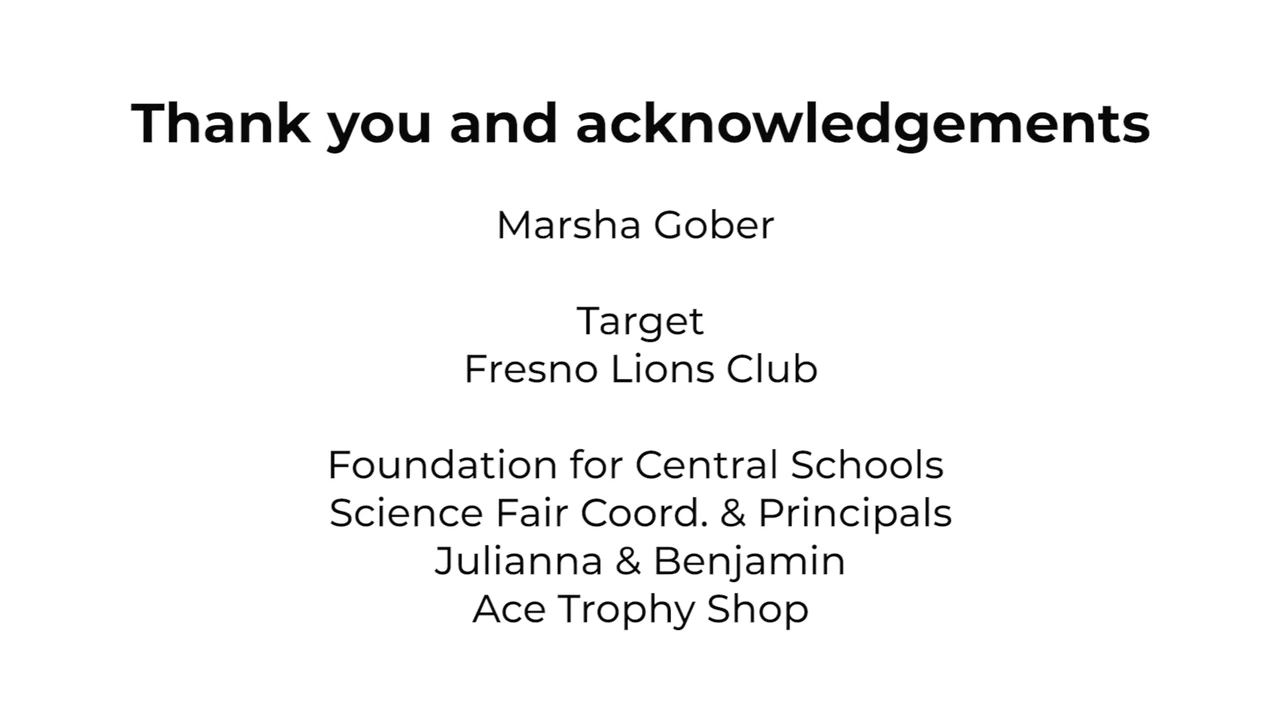 Thank you and acknowledgements
Marsha Gober
Target
Fresno Lions Club
Foundation for Central Schools
Science Fair Coord. & Principals
Julianna & Benjamin
Ace Trophy Shop